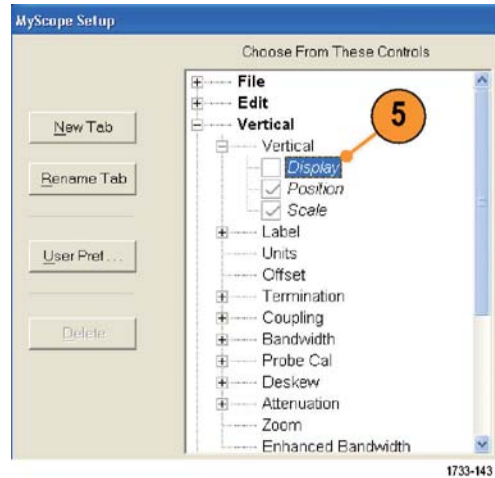 MyScope Setup
Choose From These Controls
File
Edit
Vertical
5
Vertical
Display
Position
Scale
Label
Units
Offset
Termination
Coupling
Bandwidth
Probe Cal
Deskew
Attenuation
Zoom
Enhanced Bandwidth
New Tab
Rename Tab
User Pref ...
Delete
1733-143